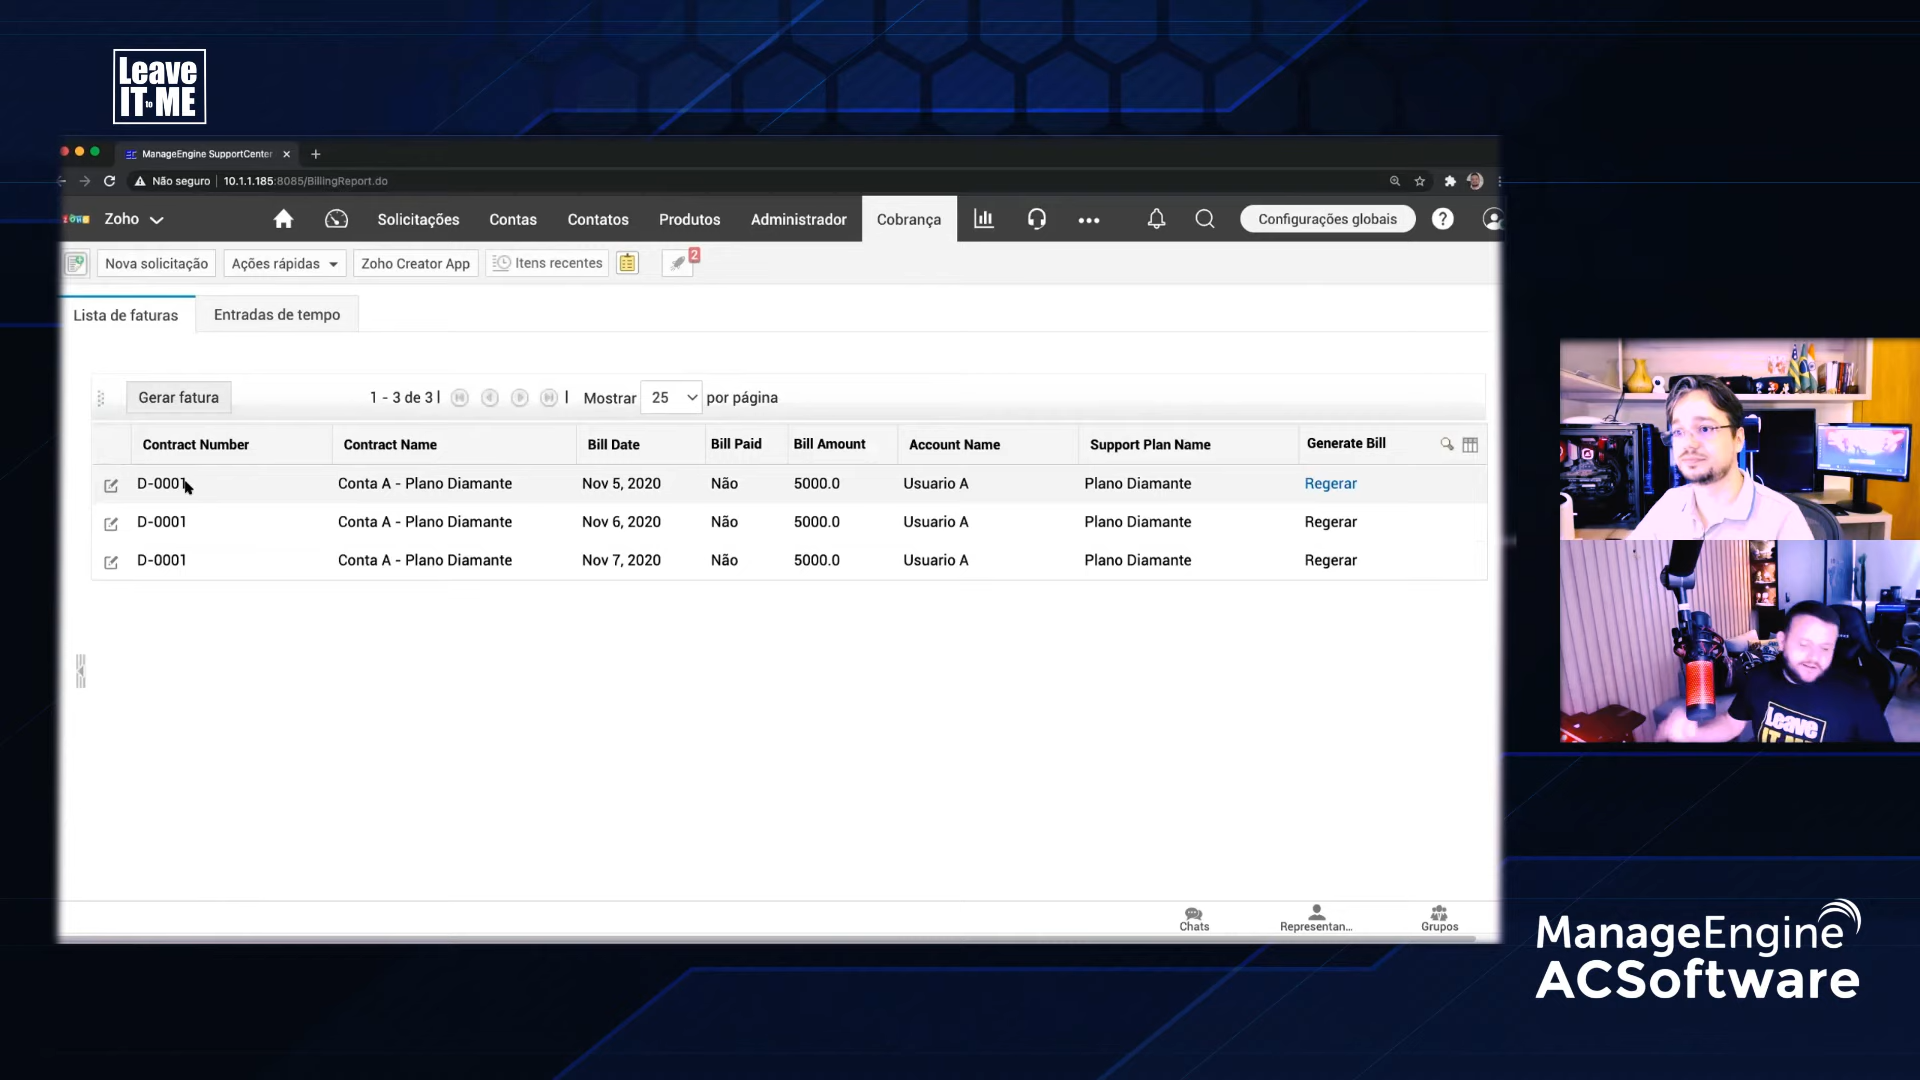 Leave
IT to ME
ManageEngine SupportCenter
Não seguro 10.1.1.185:8085/BillingReport.do
Zoho Solicitações Contas Contatos Produtos Administrador Cobrança Configurações globais
Nova solicitação Ações rápidas Zoho Creator App Itens recentes 2
Lista de faturas Entradas de tempo
Gerar fatura 1 - 3 de 3 Mostrar 25 por página
Contract Number Contract Name Bill Date Bill Paid Bill Amount Account Name Support Plan Name Generate Bill
D-0001 Conta A - Plano Diamante Nov 5, 2020 Não 5000.0 Usuario A Plano Diamante Regerar
D-0001 Conta A - Plano Diamante Nov 6, 2020 Não 5000.0 Usuario A Plano Diamante Regerar
D-0001 Conta A - Plano Diamante Nov 7, 2020 Não 5000.0 Usuario A Plano Diamante Regerar
Leave
IT
Chats Representan... Grupos
ManageEngine
ACSoftware